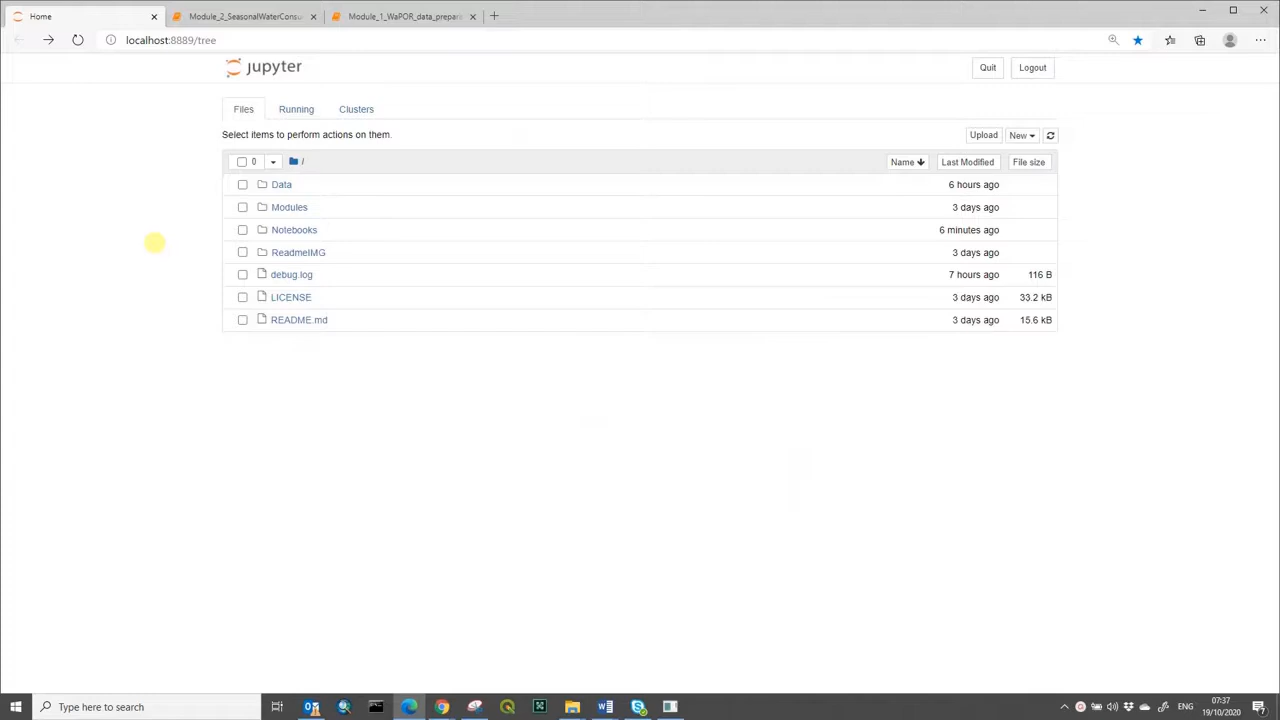 Home
Module_2_SeasonalWaterConsu
Module_1_WaPOR_data_prepara
localhost:8889/tree
jupyter
Quit
Logout
Files
Running
Clusters
Select items to perform actions on them.
Upload
New
0
/
Name
Last Modified
File size
Data
6 hours ago
Modules
3 days ago
Notebooks
6 minutes ago
ReadmeIMG
3 days ago
debug.log
7 hours ago
116 B
LICENSE
3 days ago
33.2 kB
README.md
3 days ago
15.6 kB
Type here to search
ENG
07:37
19/10/2020